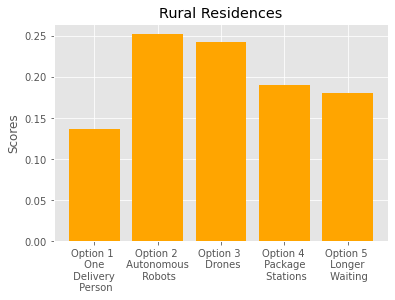 Rural Residences
Scores
0.25
0.20
0.15
0.10
0.05
0.00
Option 1
One
Delivery
Person
Option 2
Autonomous
Robots
Option 3
Drones
Option 4
Package
Stations
Option 5
Longer
Waiting